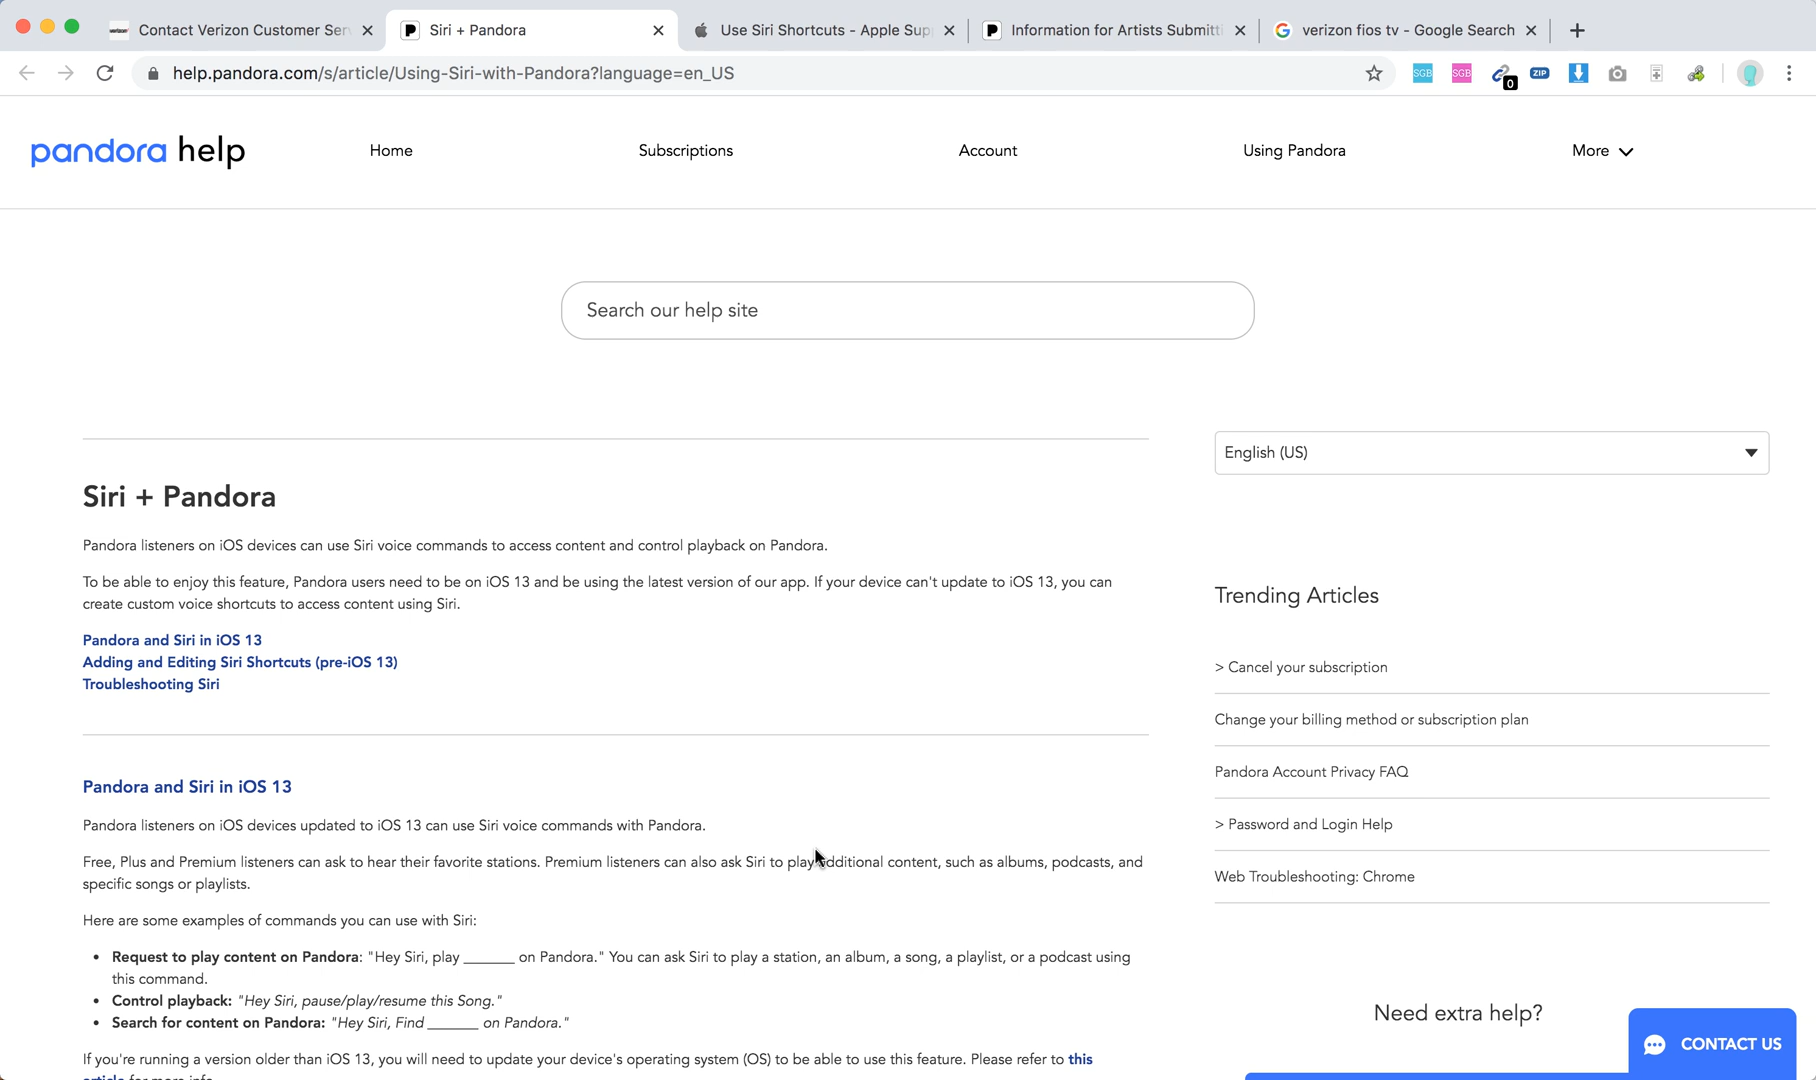 Contact Verizon Customer Ser
Siri + Pandora
Use Siri Shortcuts - Apple Sup
Information for Artists Submitti
verizon fios tv - Google Search
help.pandora.com/s/article/Using-Siri-with-Pandora?language=en_US
SGB
SGB
0
ZIP
pandora help
Home
Subscriptions
Account
Using Pandora
More
Search our help site
English (US)
Siri + Pandora
Pandora listeners on iOS devices can use Siri voice commands to access content and control playback on Pandora.
To be able to enjoy this feature, Pandora users need to be on iOS 13 and be using the latest version of our app. If your device can't update to iOS 13, you can
create custom voice shortcuts to access content using Siri.
Pandora and Siri in iOS 13
Adding and Editing Siri Shortcuts (pre-iOS 13)
Troubleshooting Siri
Pandora and Siri in iOS 13
Pandora listeners on iOS devices updated to iOS 13 can use Siri voice commands with Pandora.
Free, Plus and Premium listeners can ask to hear their favorite stations. Premium listeners can also ask Siri to play additional content, such as albums, podcasts, and
specific songs or playlists.
Here are some examples of commands you can use with Siri:
• Request to play content on Pandora: "Hey Siri, play _______ on Pandora." You can ask Siri to play a station, an album, a song, a playlist, or a podcast using
this command.
• Control playback: "Hey Siri, pause/play/resume this Song."
• Search for content on Pandora: "Hey Siri, Find _______ on Pandora."
If you're running a version older than iOS 13, you will need to update your device's operating system (OS) to be able to use this feature. Please refer to this
article for more info.
Trending Articles
> Cancel your subscription
Change your billing method or subscription plan
Pandora Account Privacy FAQ
> Password and Login Help
Web Troubleshooting: Chrome
Need extra help?
CONTACT US